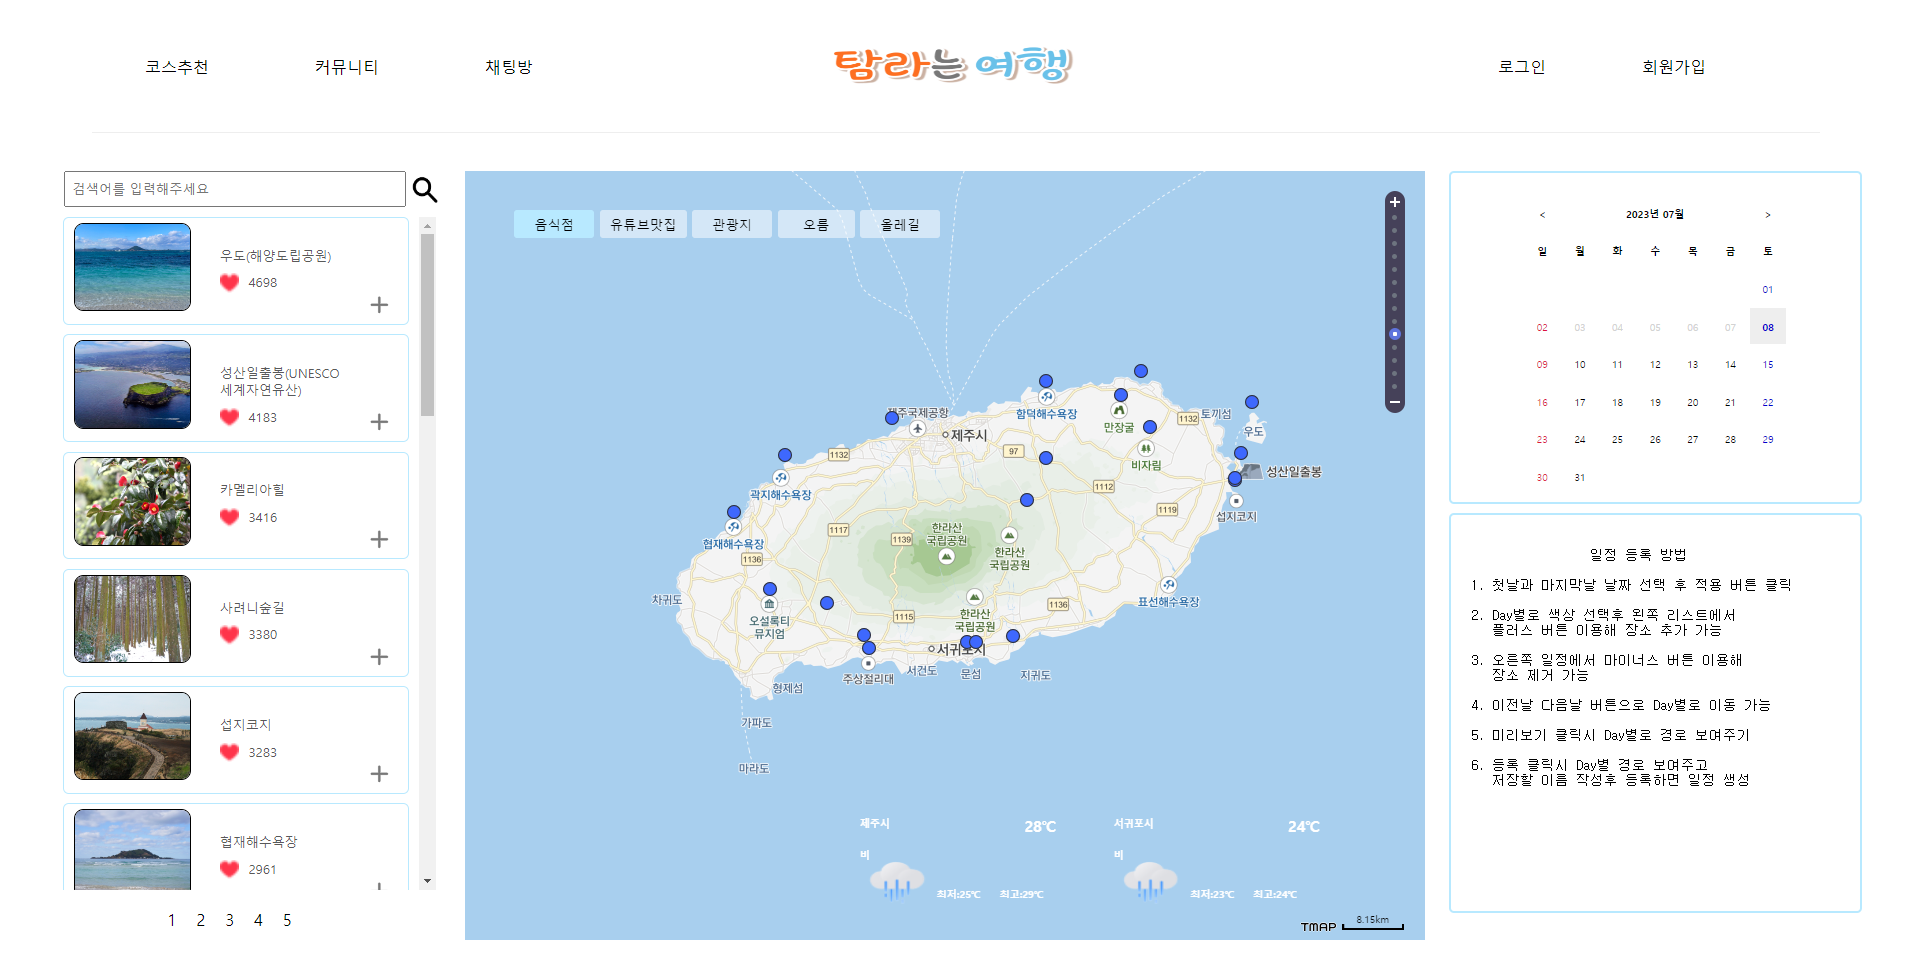 코스추천
커뮤니티
채팅방
탐라는 여행
로그인
회원가입
검색어를 입력해주세요
우도(해양도립공원)
4698
성산일출봉(UNESCO
세계자연유산)
4183
카멜리아힐
3416
사려니숲길
3380
섭지코지
3283
협재해수욕장
2961
1 2 3 4 5
음식점
유튜브맛집
관광지
오름
올레길
제주국제공항
제주시
함덕해수욕장
만장굴
1132
토끼섬
우도
비자림
97
1132
성산일출봉
곽지해수욕장
1112
1119
섭지코지
협재해수욕장
1117
1139
한라산
국립공원
한라산
국립공원
1136
차귀도
오설록티
뮤지엄
1115
한라산
국립공원
1136
표선해수욕장
주상절리대
서귀포시
서건도
문섬
지귀도
형제섬
가파도
마라도
제주시
28℃
비
최저:25℃ 최고:29℃
서귀포시
24℃
비
최저:23℃ 최고:24℃
TMAP
8.15km
< 2023년 07월 >
일 월 화 수 목 금 토
01
02 03 04 05 06 07 08
09 10 11 12 13 14 15
16 17 18 19 20 21 22
23 24 25 26 27 28 29
30 31
일정 등록 방법
1. 첫날과 마지막날 날짜 선택 후 적용 버튼 클릭
2. Day별로 색상 선택후 왼쪽 리스트에서
플러스 버튼 이용해 장소 추가 가능
3. 오른쪽 일정에서 마이너스 버튼 이용해
장소 제거 가능
4. 이전날 다음날 버튼으로 Day별로 이동 가능
5. 미리보기 클릭시 Day별로 경로 보여주기
6. 등록 클릭시 Day별 경로 보여주고
저장할 이름 작성후 등록하면 일정 생성